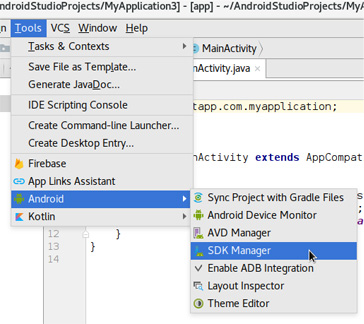 AndroidStudioProjects/MyApplication3] - [app] - ~/AndroidStudioProjects/MyA
Tools VCS Window Help
Tasks & Contexts
MainActivity
Save File as Template...
nActivity.java
Generate JavaDoc...
IDE Scripting Console
tapp.com.myapplication;
Create Command-line Launcher...
Create Desktop Entry...
nActivity extends AppCompat
Firebase
App Links Assistant
Android
Sync Project with Gradle Files
Kotlin
Android Device Monitor
12 }
AVD Manager
13 }
SDK Manager
14
Enable ADB Integration
Layout Inspector
Theme Editor